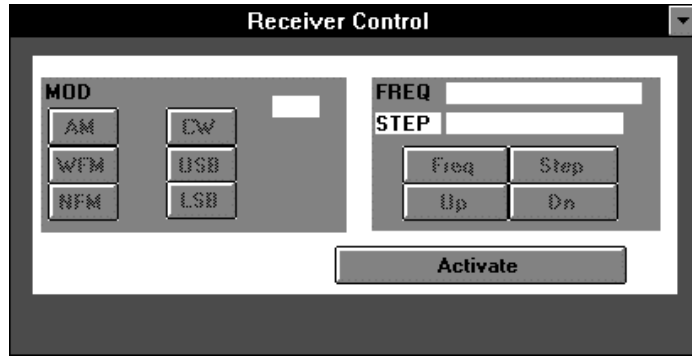 Receiver Control
MOD
AM CW
WFM USB
NFM LSB
FREQ
STEP
Freq Step
Up Dn
Activate